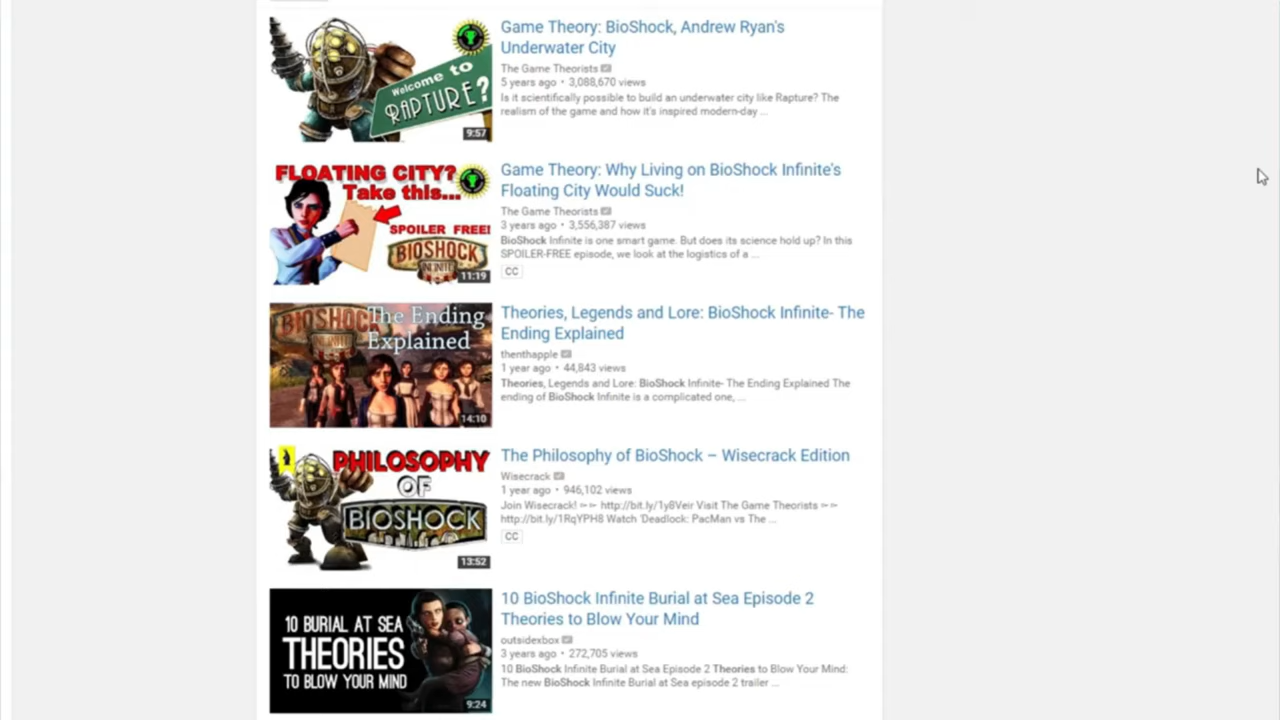 Welcome to
RAPTURE?
9:57
Game Theory: BioShock, Andrew Ryan's
Underwater City
The Game Theorists
5 years ago • 3,088,670 views
Is it scientifically possible to build an underwater city like Rapture? The
realism of the game and how it's inspired modern-day ...
FLOATING CITY?
Take this...
SPOILER FREE!
BIOSHOCK
INFINITE
11:19
Game Theory: Why Living on BioShock Infinite's
Floating City Would Suck!
The Game Theorists
3 years ago • 3,556,387 views
BioShock Infinite is one smart game. But does its science hold up? In this
SPOILER-FREE episode, we look at the logistics of a ...
CC
BIOSHOCK
The Ending
Explained
14:10
Theories, Legends and Lore: BioShock Infinite- The
Ending Explained
thenthapple
1 year ago • 44,843 views
Theories, Legends and Lore: BioShock Infinite- The Ending Explained The
ending of BioShock Infinite is a complicated one, ...
PHILOSOPHY
OF
BIOSHOCK
13:52
The Philosophy of BioShock – Wisecrack Edition
Wisecrack
1 year ago • 946,102 views
Join Wisecrack! ►► http://bit.ly/1y8Veir Visit The Game Theorists ►►
http://bit.ly/1RqYPH8 Watch 'Deadlock: PacMan vs The ...
CC
10 BURIAL AT SEA
THEORIES
TO BLOW YOUR MIND
9:24
10 BioShock Infinite Burial at Sea Episode 2
Theories to Blow Your Mind
outsidexbox
3 years ago • 272,705 views
10 BioShock Infinite Burial at Sea Episode 2 Theories to Blow Your Mind:
The new BioShock Infinite Burial at Sea episode 2 trailer ...